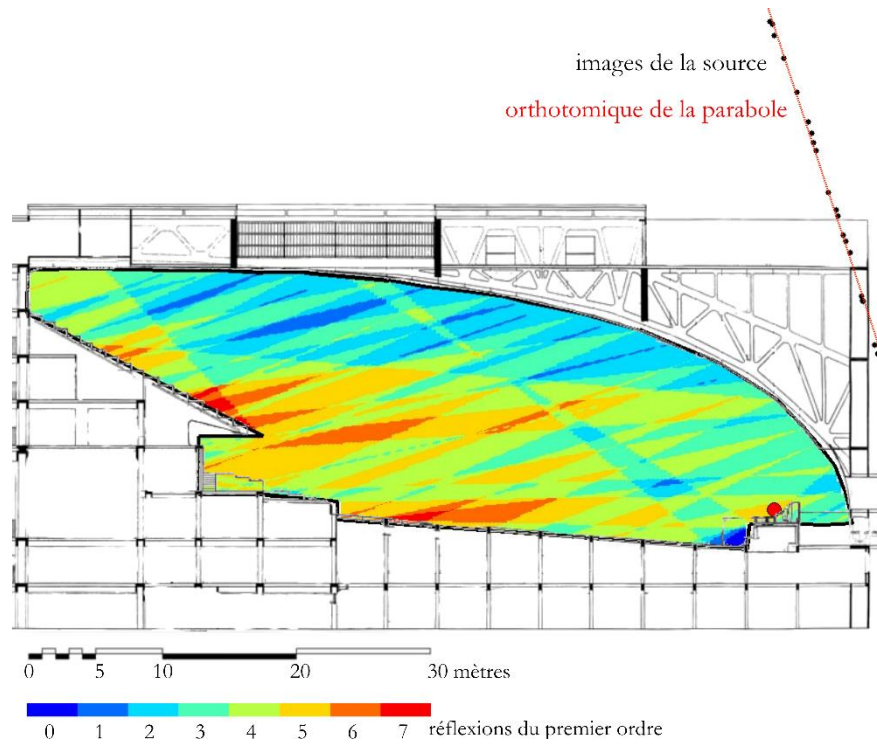 images de la source
orthotomique de la parabole
0 5 10 20 30 mètres
0 1 2 3 4 5 6 7 réflexions du premier ordre